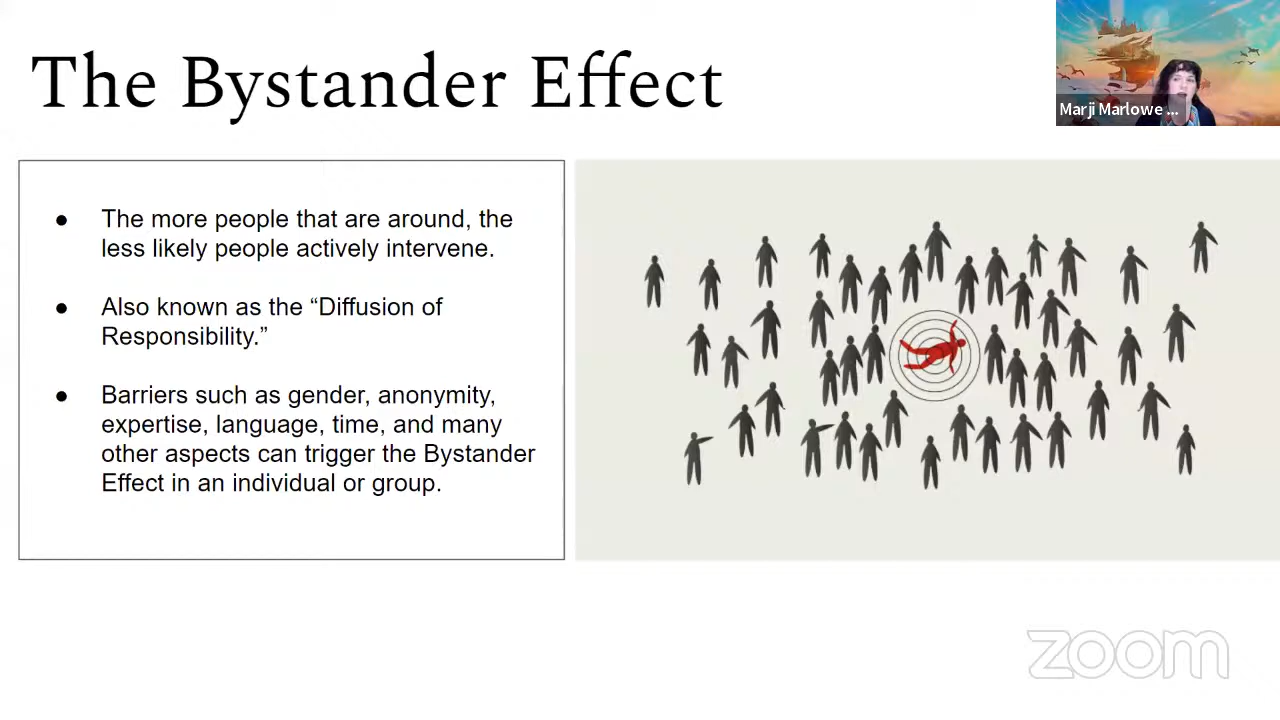 The Bystander Effect
Marji Marlowe ...
● The more people that are around, the
less likely people actively intervene.
● Also known as the “Diffusion of
Responsibility.”
● Barriers such as gender, anonymity,
expertise, language, time, and many
other aspects can trigger the Bystander
Effect in an individual or group.
zoom